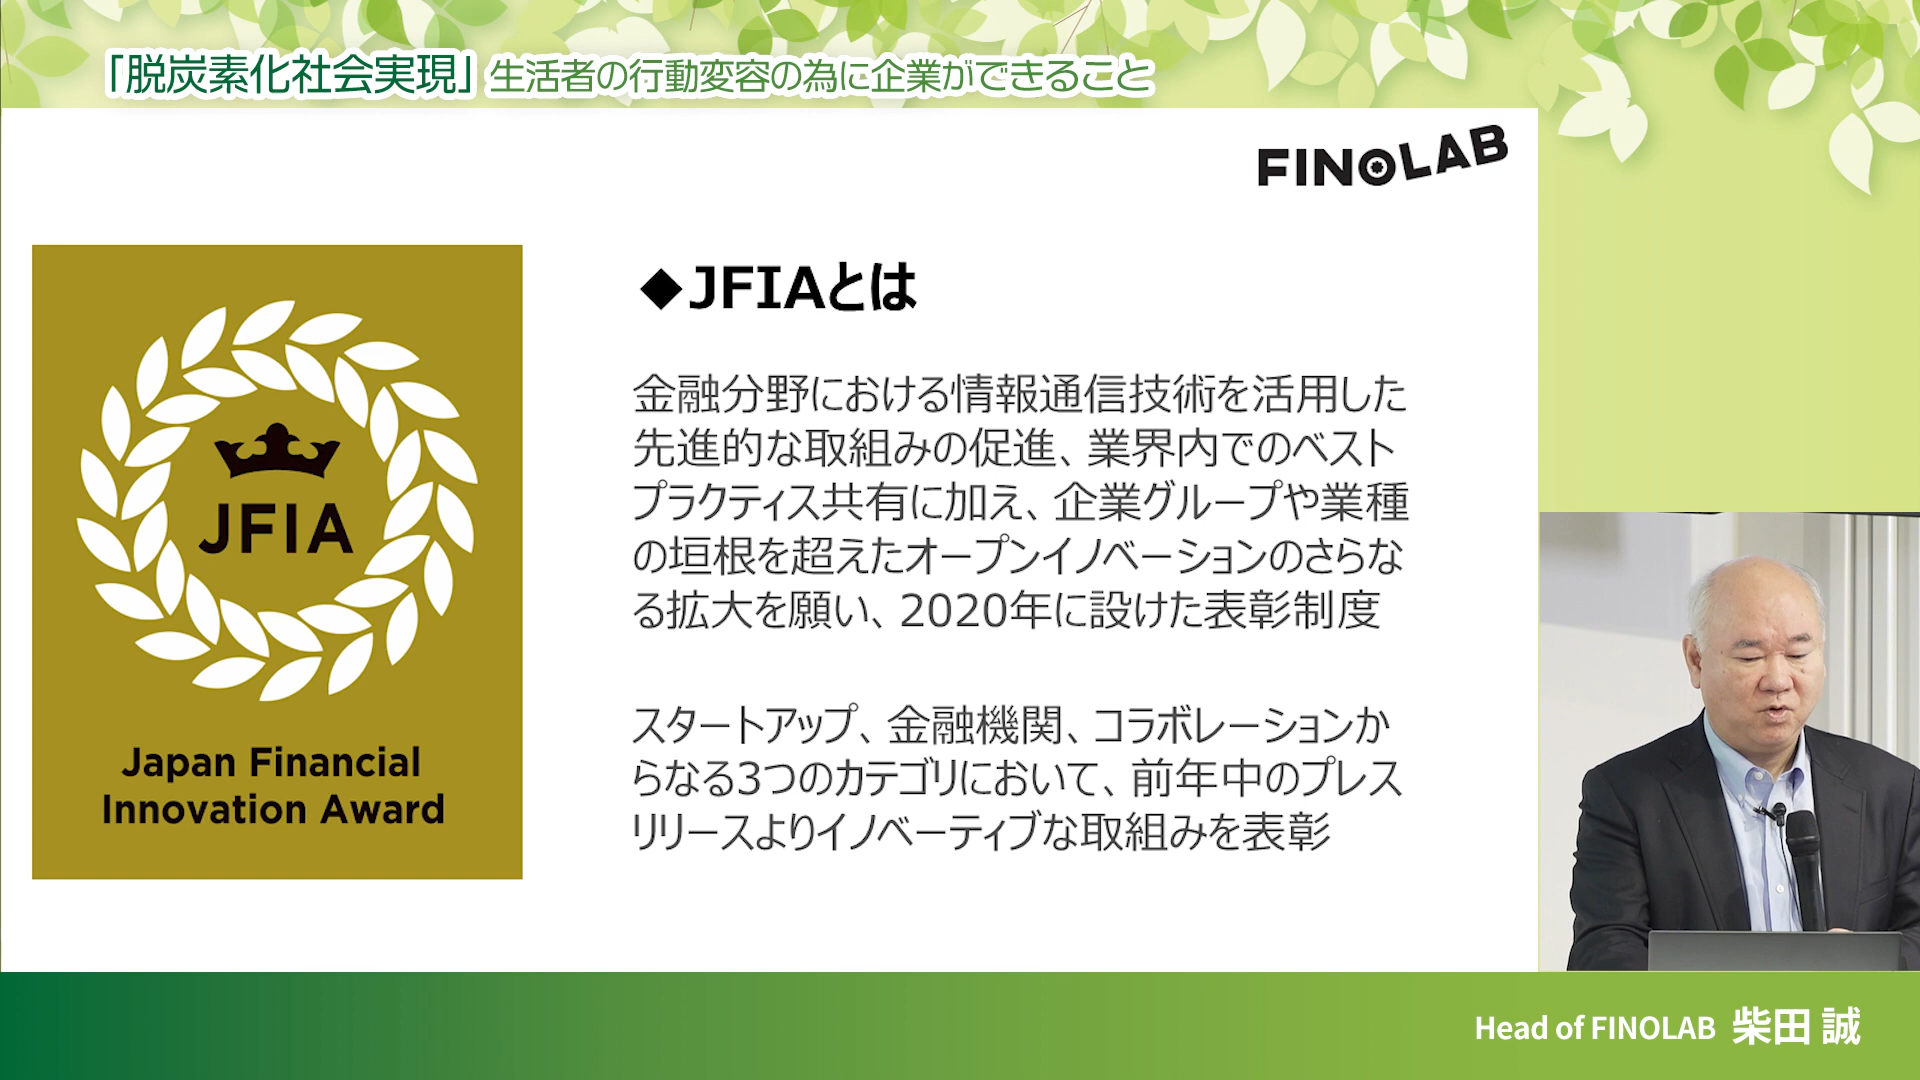 「脱炭素化社会実現」生活者の行動変容の為に企業ができること
FINOLAB
JFIA
Japan Financial
Innovation Award
◆JFIAとは
金融分野における情報通信技術を活用した
先進的な取組みの促進、業界内でのベスト
プラクティス共有に加え、企業グループや業種
の垣根を超えたオープンイノベーションのさらな
る拡大を願い、2020年に設けた表彰制度
スタートアップ、金融機関、コラボレーションか
らなる3つのカテゴリにおいて、前年中のプレス
リリースよりイノベーティブな取組みを表彰
Head of FINOLAB 柴田 誠